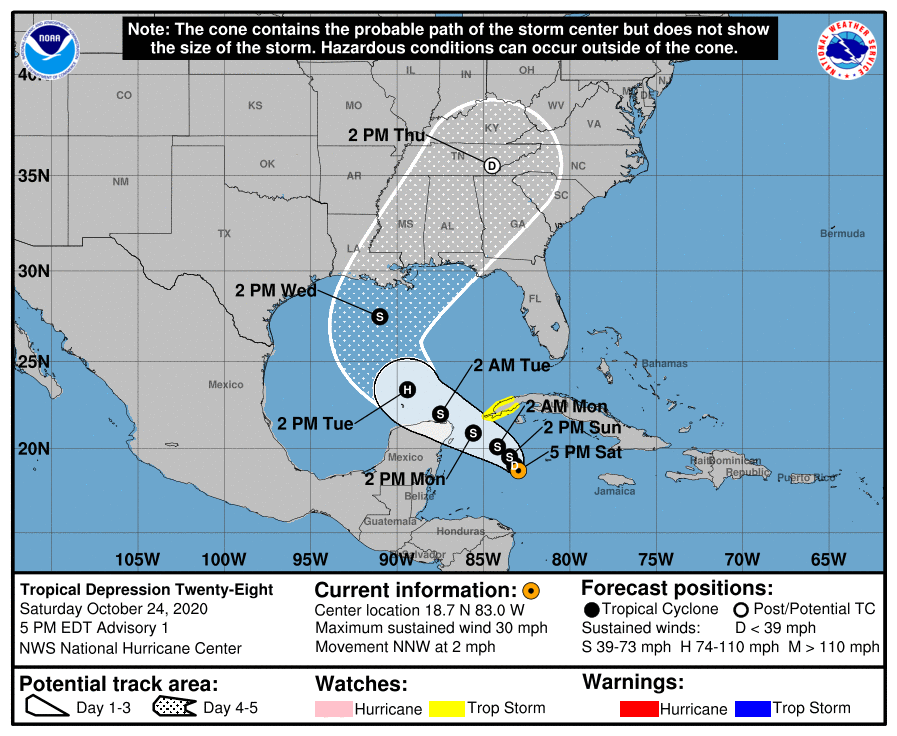 Note: The cone contains the probable path of the storm center but does not show
the size of the storm. Hazardous conditions can occur outside of the cone.
NOAA
NATIONAL WEATHER SERVICE
40
CO
KS
MO
IL
IN
OH
WV
VA
DE
NJ
KY
2 PM Thu
TN
D
NC
OK
AR
NM
35N
SC
MS
AL
GA
TX
LA
Bermuda
30N
2 PM Wed
S
FL
25N
2 AM Tue
Bahamas
Mexico
H
2 PM Tue
S
2 AM Mon
S
2 PM Sun
S
20N
S
5 PM Sat
Mexico
D
2 PM Mon
Haiti
Dominican
Republic
Puerto Rico
Belize
Jamaica
Guatemala
Honduras
El Salvador
105W
100W
95W
90W
85W
80W
75W
70W
65W
Tropical Depression Twenty-Eight
Saturday October 24, 2020
5 PM EDT Advisory 1
NWS National Hurricane Center
Current information:
Center location 18.7 N 83.0 W
Maximum sustained wind 30 mph
Movement NNW at 2 mph
Forecast positions:
Tropical Cyclone Post/Potential TC
Sustained winds: D < 39 mph
S 39-73 mph H 74-110 mph M > 110 mph
Potential track area:
Day 1-3 Day 4-5
Watches:
Hurricane Trop Storm
Warnings:
Hurricane Trop Storm